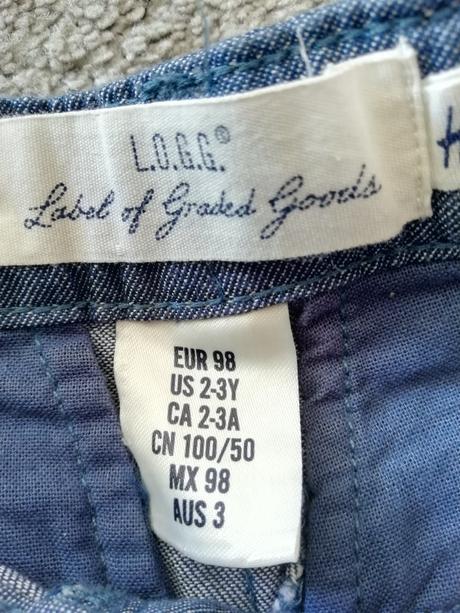 L.O.G.G.®
Label of Graded Goods
EUR 98
US 2-3Y
CA 2-3A
CN 100/50
MX 98
AUS 3